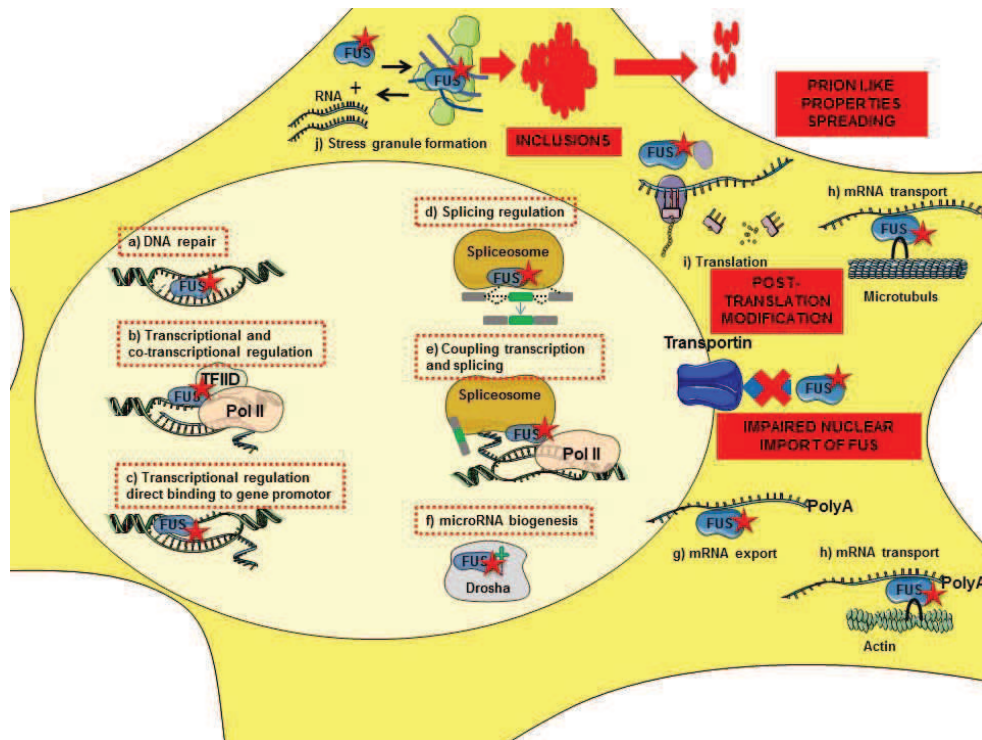 FUS
RNA
+
FUS
j) Stress granule formation
INCLUSIONS
PRION LIKE
PROPERTIES
SPREADING
FUS
i) Translation
h) mRNA transport
FUS
Microtubuls
POST-
TRANSLATION
MODIFICATION
Transportin
FUS
IMPAIRED NUCLEAR
IMPORT OF FUS
PolyA
FUS
g) mRNA export
h) mRNA transport
PolyA
FUS
Actin
a) DNA repair
FUS
b) Transcriptional and
co-transcriptional regulation
TFIID
FUS
Pol II
c) Transcriptional regulation
direct binding to gene promotor
FUS
d) Splicing regulation
Spliceosome
FUS
e) Coupling transcription
and splicing
Spliceosome
FUS
Pol II
f) microRNA biogenesis
FUS
+
Drosha